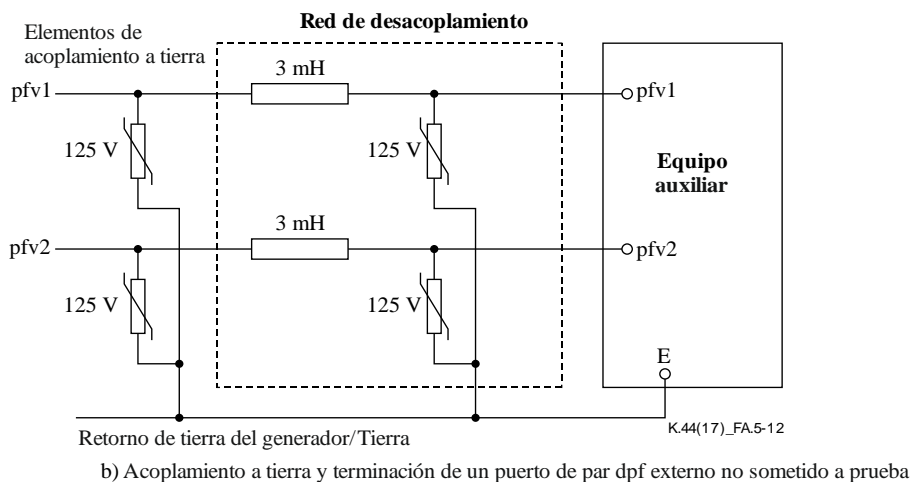 Red de desacoplamiento
Elementos de
acoplamiento a tierra
3 mH
pfv1
pfv1
125 V
125 V
Equipo
auxiliar
3 mH
pfv2
pfv2
125 V
125 V
E
Retorno de tierra del generador/Tierra
K.44(17)_FA.5-12
b) Acoplamiento a tierra y terminación de un puerto de par dpf externo no sometido a prueba